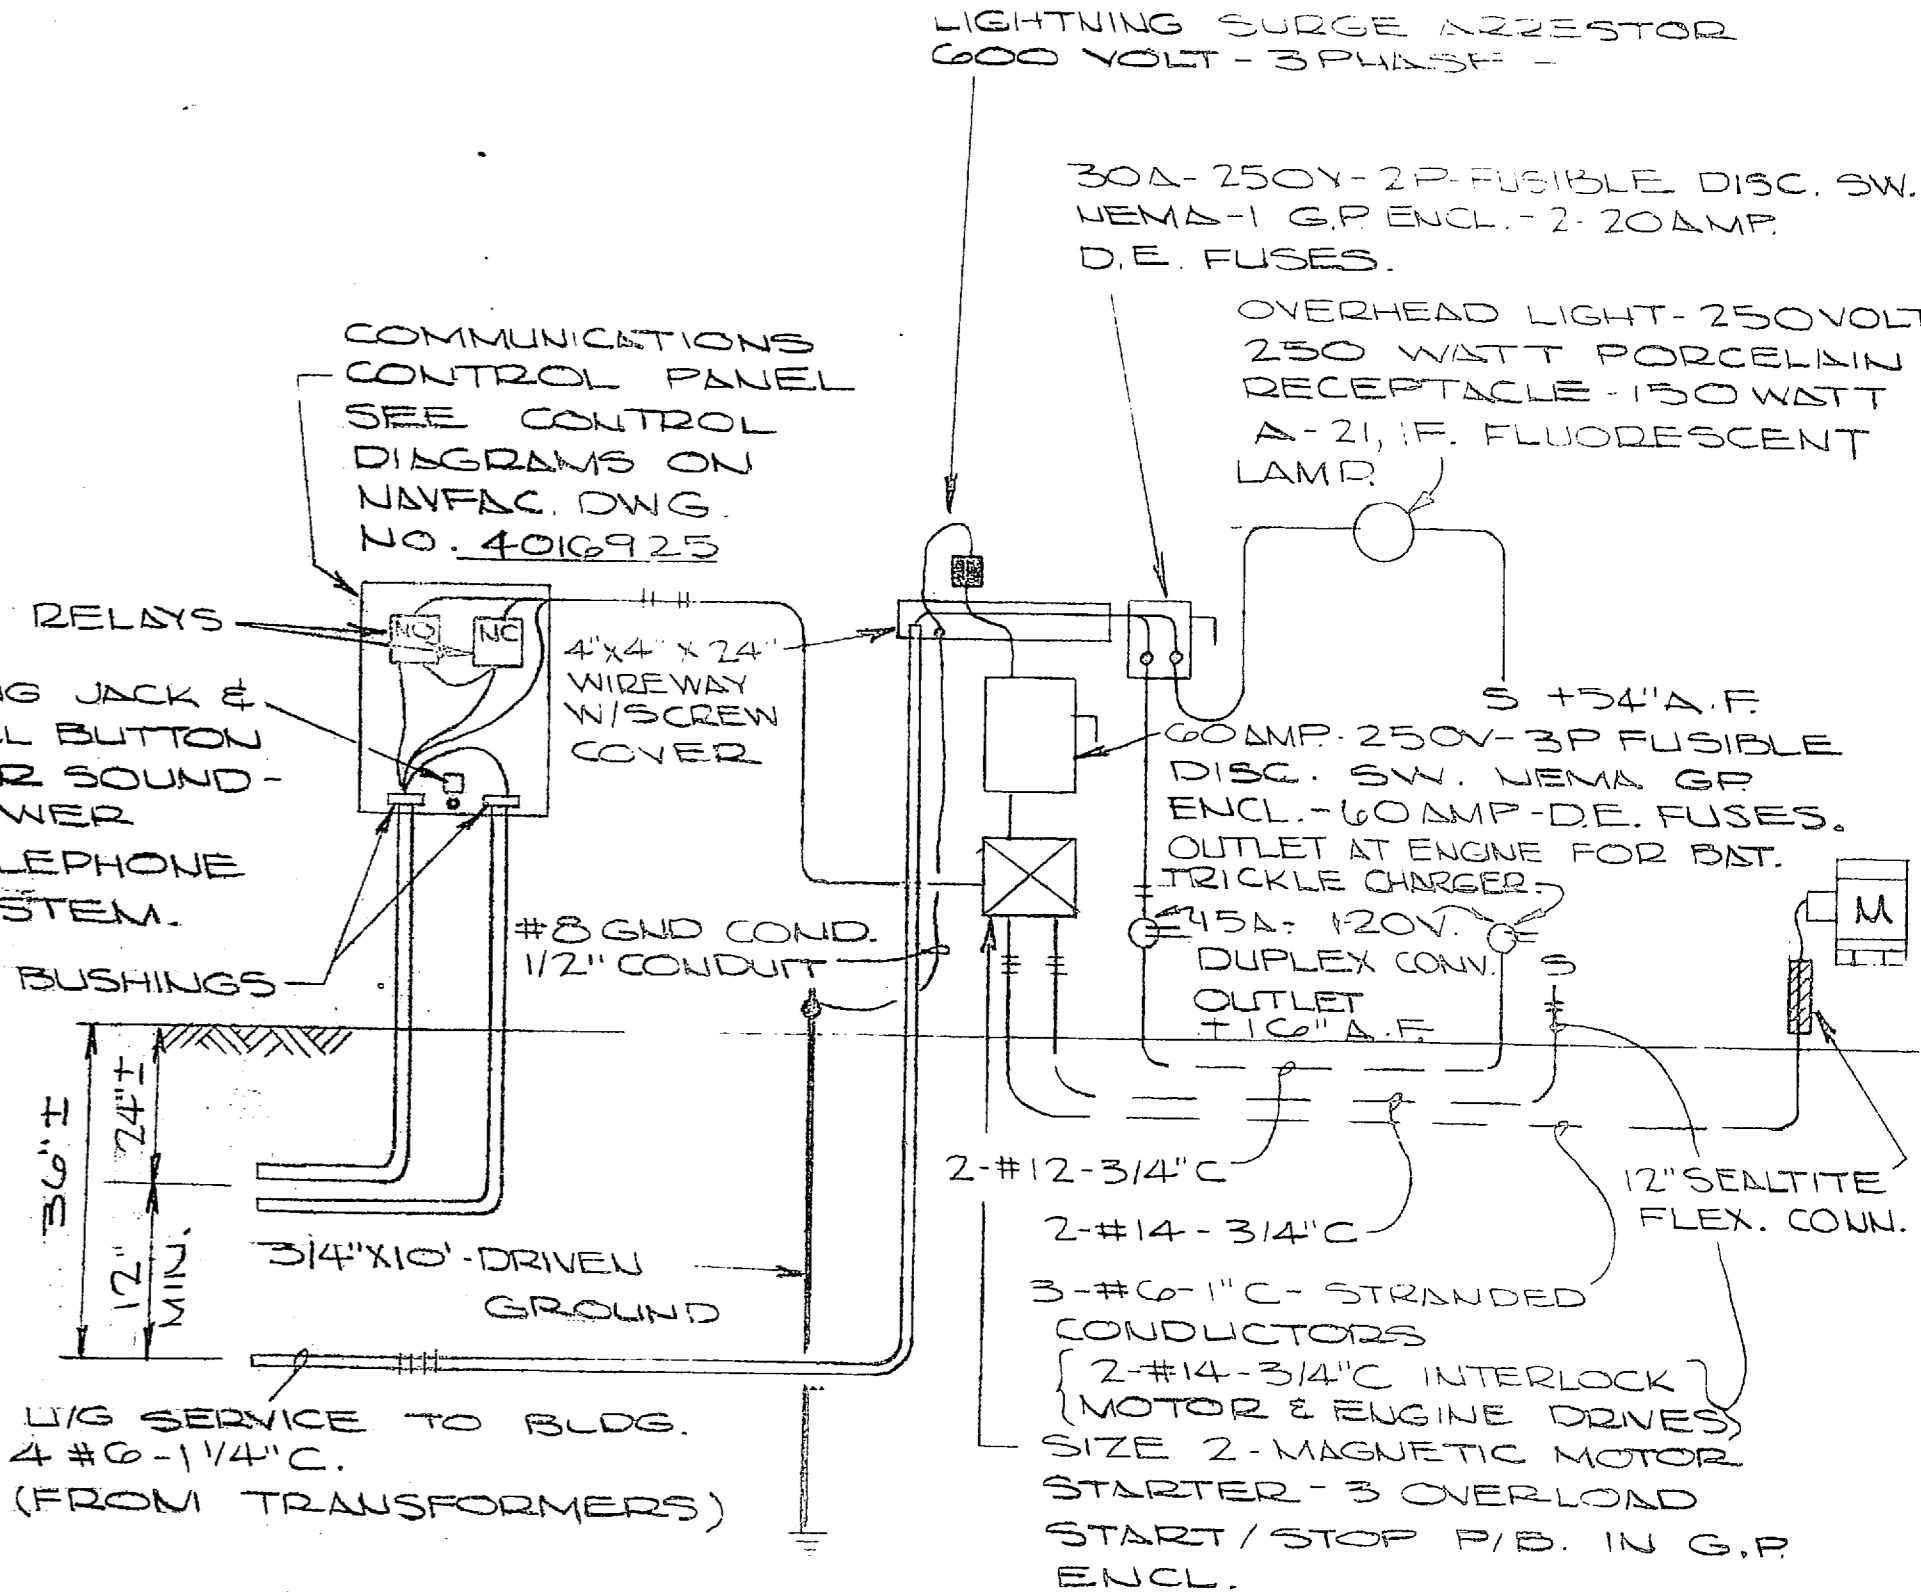 LIGHTNING SURGE ARRESTOR
600 VOLT - 3 PHASE -
30A - 250V - 2P - FUSIBLE DISC. SW.
NEMA-1 G.P. ENCL. - 2 - 20 AMP.
D.E. FUSES.
OVERHEAD LIGHT - 250 VOLT
250 WATT PORCELAIN
RECEPTACLE - 150 WATT
A-21, I.F. FLUORESCENT
LAMP.
COMMUNICATIONS
CONTROL PANEL
SEE CONTROL
DIAGRAMS ON
NAVFAC. DWG.
NO. 4016925
RELAYS
NO
NC
4"x4" x 24"
WIREWAY
W/SCREW
COVER
NG JACK &
LL BUTTON
R SOUND-
WER
LEPHONE
STEM.
BUSHINGS
S +54" A.F.
60 AMP. 250V - 3P FUSIBLE
DISC. SW. NEMA GP
ENCL. - 60 AMP - D.E. FUSES.
OUTLET AT ENGINE FOR BAT.
TRICKLE CHARGER.
15A - 120V.
DUPLEX CONV.
OUTLET
+16" A.F.
S
M
#8 GND COND.
1/2" CONDUIT
36" ±
24" ±
12"
MIN.
3/4"X10' - DRIVEN
GROUND
2-#12-3/4"C
2-#14 - 3/4"C
12" SEALTITE
FLEX. CONN.
3-#6-1"C - STRANDED
CONDUCTORS
{ 2-#14-3/4"C INTERLOCK }
(MOTOR & ENGINE DRIVES)
SIZE 2 - MAGNETIC MOTOR
STARTER - 3 OVERLOAD
START / STOP P/B. IN G.P.
ENCL.
U/G SERVICE TO BLDG.
4 #6 - 1 1/4" C.
(FROM TRANSFORMERS)